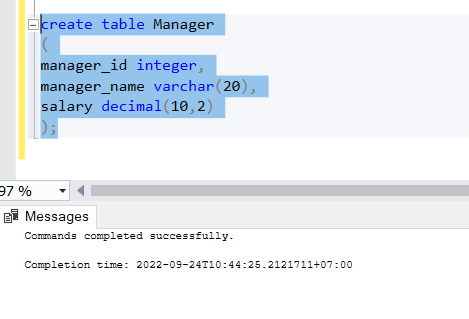 create table Manager
(
manager_id integer,
manager_name varchar(20),
salary decimal(10,2)
);
97 %
Messages
Commands completed successfully.
Completion time: 2022-09-24T10:44:25.2121711+07:00